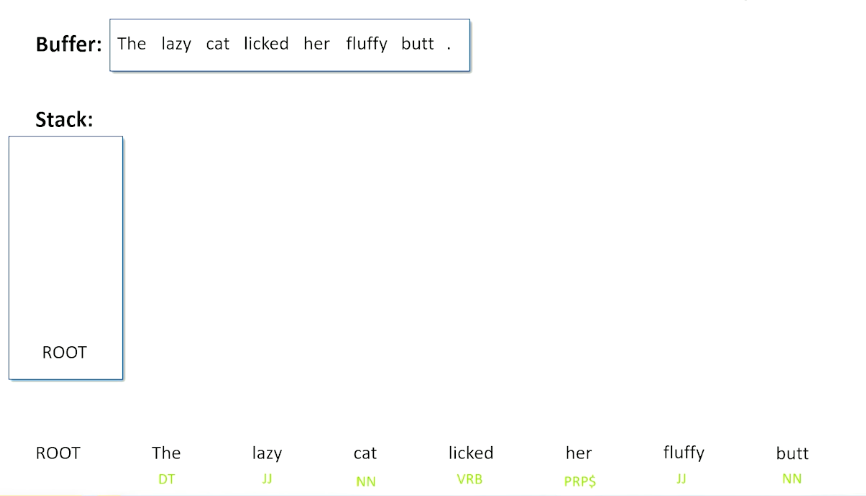 Buffer: The lazy cat licked her fluffy butt .
Stack:
ROOT
ROOT The lazy cat licked her fluffy butt
DT JJ NN VRB PRP$ JJ NN